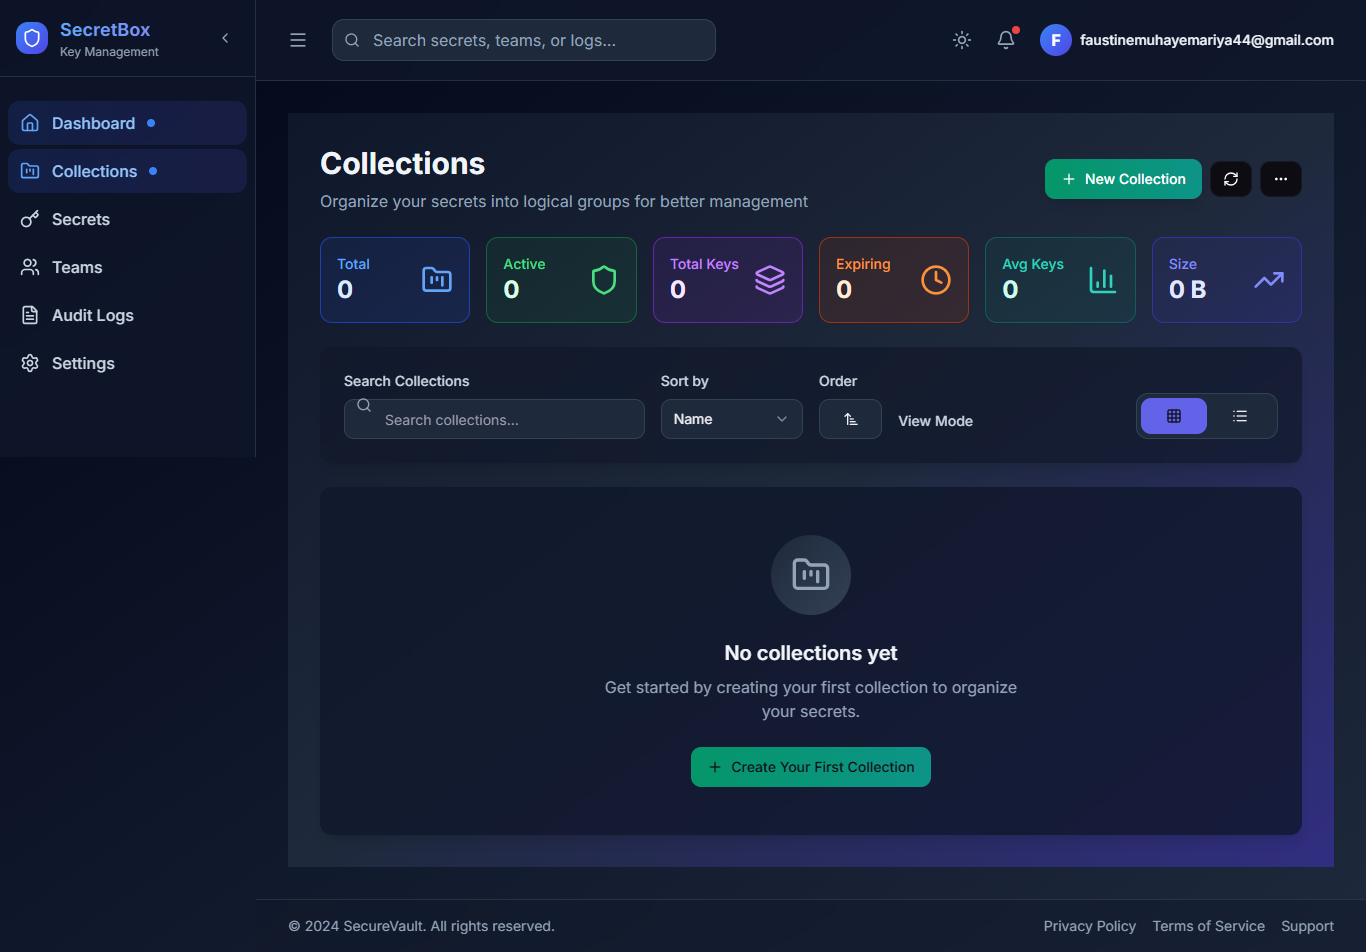 SecretBox
Key Management
Search secrets, teams, or logs...
F
faustinemuhayemariya44@gmail.com
Dashboard
Collections
Secrets
Teams
Audit Logs
Settings
Collections
Organize your secrets into logical groups for better management
New Collection
Total
0
Active
0
Total Keys
0
Expiring
0
Avg Keys
0
Size
0 B
Search Collections
Search collections...
Sort by
Name
Order
View Mode
No collections yet
Get started by creating your first collection to organize
your secrets.
Create Your First Collection
© 2024 SecureVault. All rights reserved.
Privacy Policy
Terms of Service
Support